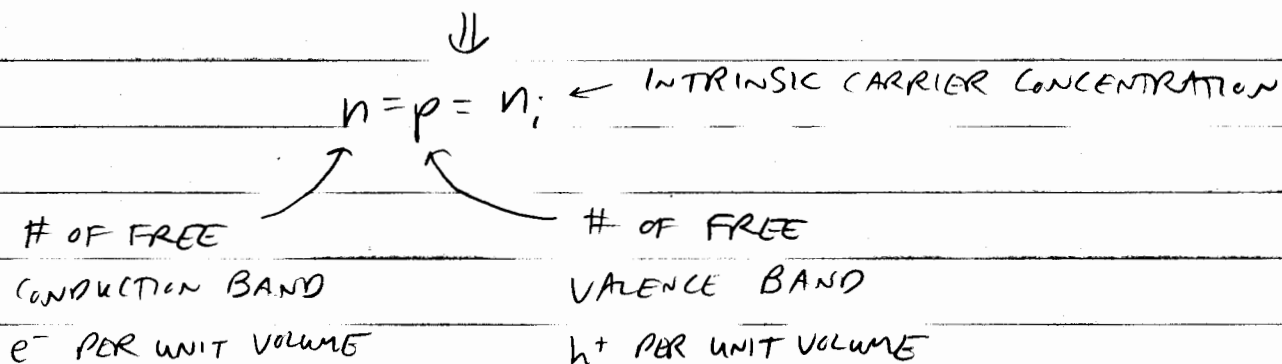 ⇓
n = p = nᵢ ← INTRINSIC CARRIER CONCENTRATION
# OF FREE
CONDUCTION BAND
e⁻ PER UNIT VOLUME
# OF FREE
VALENCE BAND
h⁺ PER UNIT VOLUME